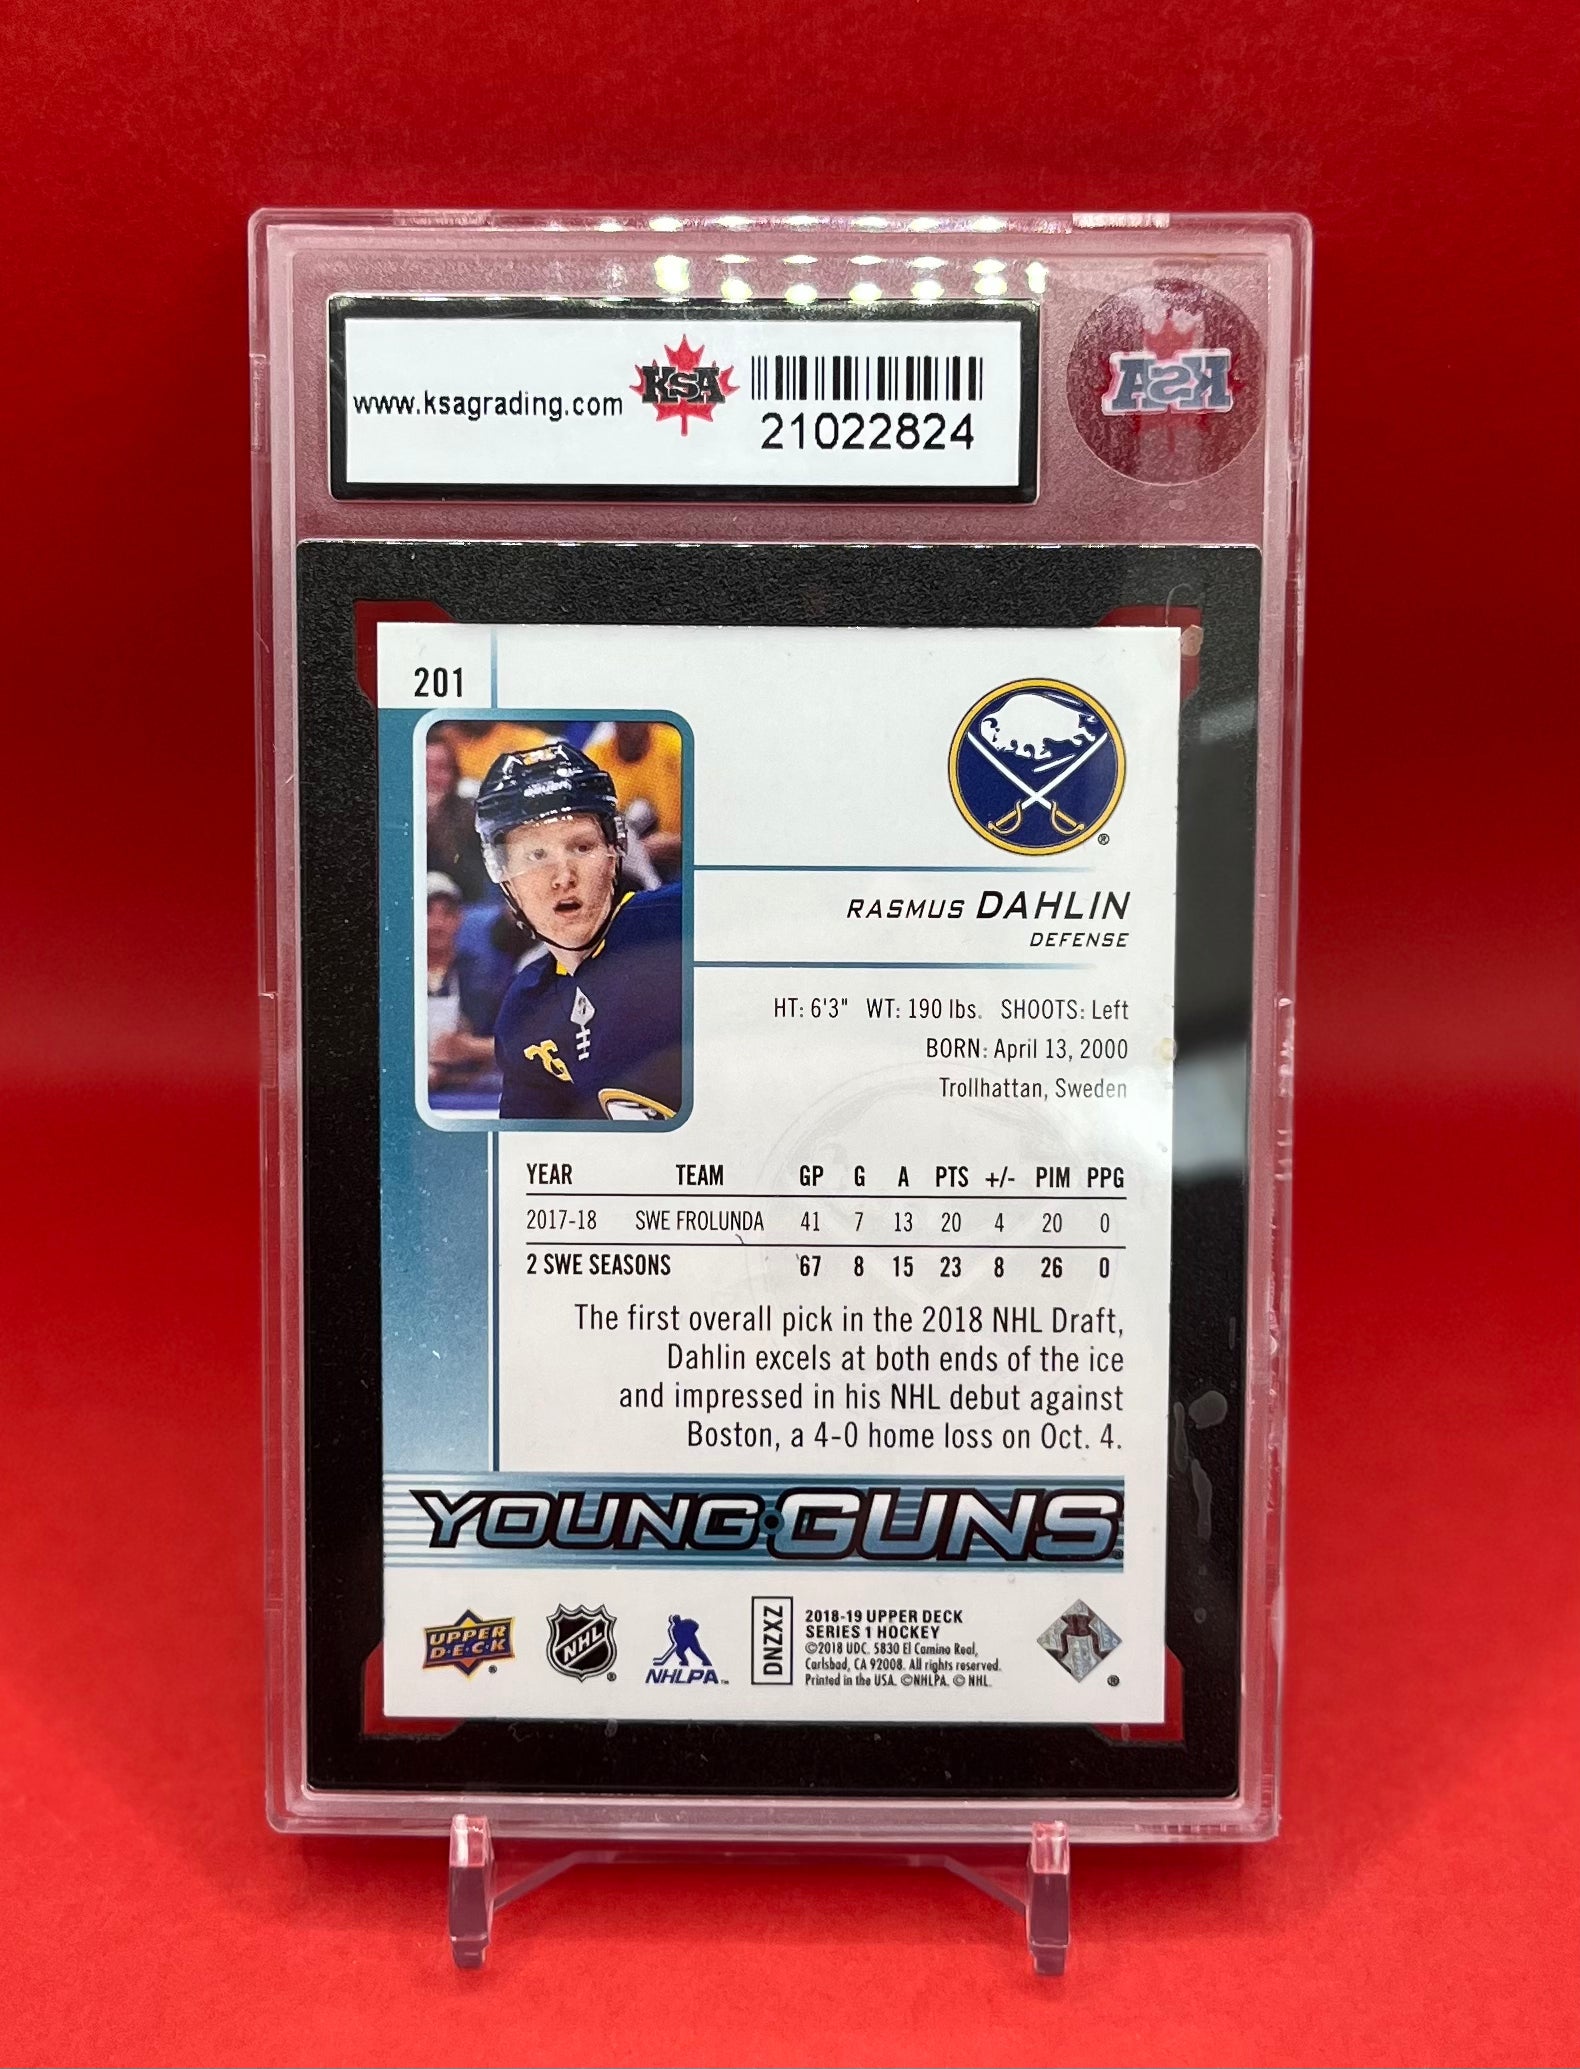 www.ksagrading.com
KSA
21022824
KSA
201
RASMUS DAHLIN
DEFENSE
HT: 6'3" WT: 190 lbs. SHOOTS: Left
BORN: April 13, 2000
Trollhattan, Sweden
YEAR TEAM GP G A PTS +/- PIM PPG
2017-18 SWE FROLUNDA 41 7 13 20 4 20 0
2 SWE SEASONS 67 8 15 23 8 26 0
The first overall pick in the 2018 NHL Draft,
Dahlin excels at both ends of the ice
and impressed in his NHL debut against
Boston, a 4-0 home loss on Oct. 4.
YOUNG GUNS
UPPER
D·E·C·K
®
NHL
®
NHLPA™
DNZXZ
2018-19 UPPER DECK
SERIES 1 HOCKEY
©2018 UDC. 5830 El Camino Real,
Carlsbad, CA 92008. All rights reserved.
Printed in the USA. ©NHLPA. © NHL.
®